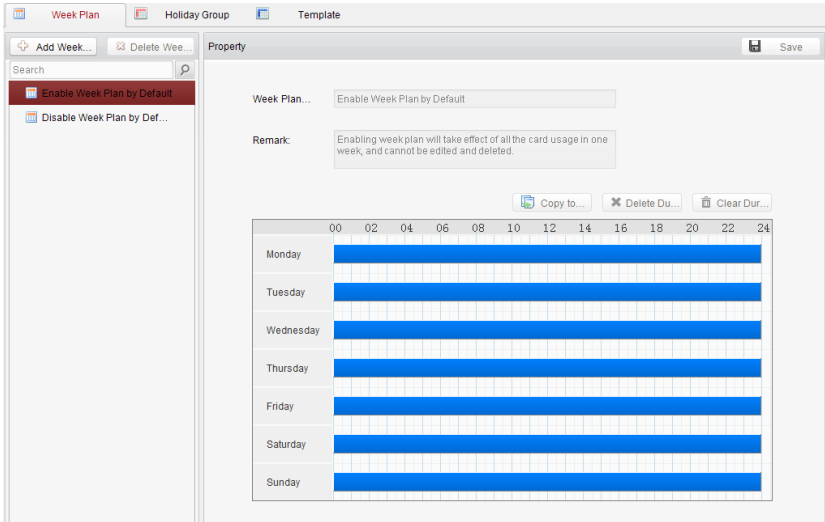 Week Plan Holiday Group Template
Add Week... Delete Wee...
Search
Enable Week Plan by Default
Disable Week Plan by Def...
Property Save
Week Plan... Enable Week Plan by Default
Remark: Enabling week plan will take effect of all the card usage in one
week, and cannot be edited and deleted.
Copy to... Delete Du... Clear Dur...
00 02 04 06 08 10 12 14 16 18 20 22 24
Monday
Tuesday
Wednesday
Thursday
Friday
Saturday
Sunday